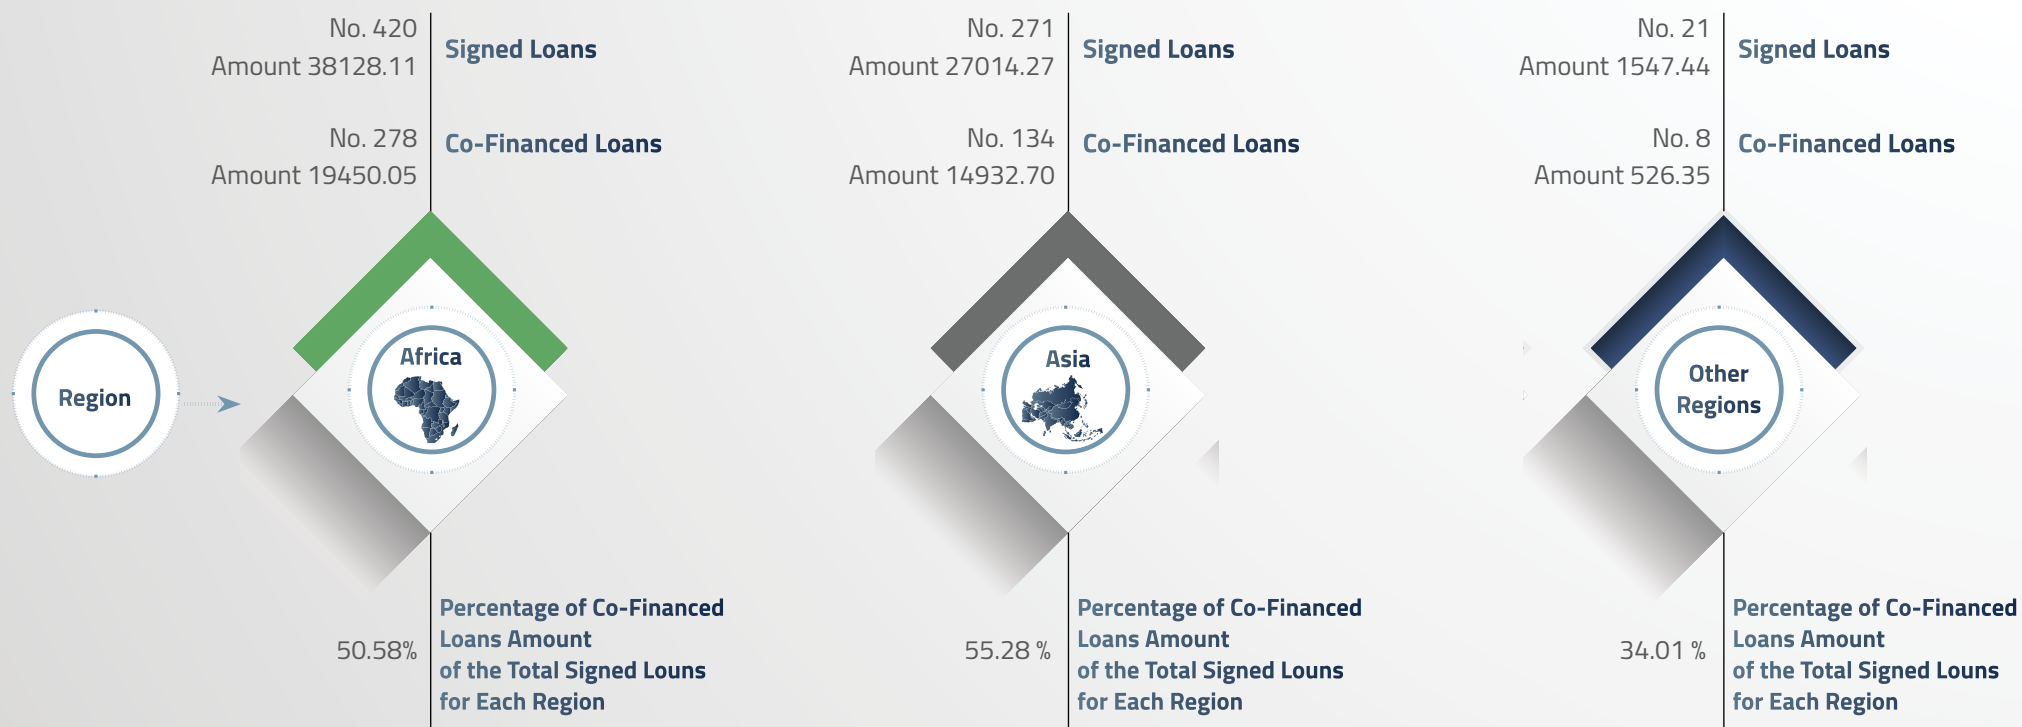 No. 420
Amount 38128.11
Signed Loans
No. 278
Amount 19450.05
Co-Financed Loans
No. 271
Amount 27014.27
Signed Loans
No. 134
Amount 14932.70
Co-Financed Loans
No. 21
Amount 1547.44
Signed Loans
No. 8
Amount 526.35
Co-Financed Loans
Region
Africa
Asia
Other
Regions
50.58%
Percentage of Co-Financed
Loans Amount
of the Total Signed Louns
for Each Region
55.28 %
Percentage of Co-Financed
Loans Amount
of the Total Signed Louns
for Each Region
34.01 %
Percentage of Co-Financed
Loans Amount
of the Total Signed Louns
for Each Region